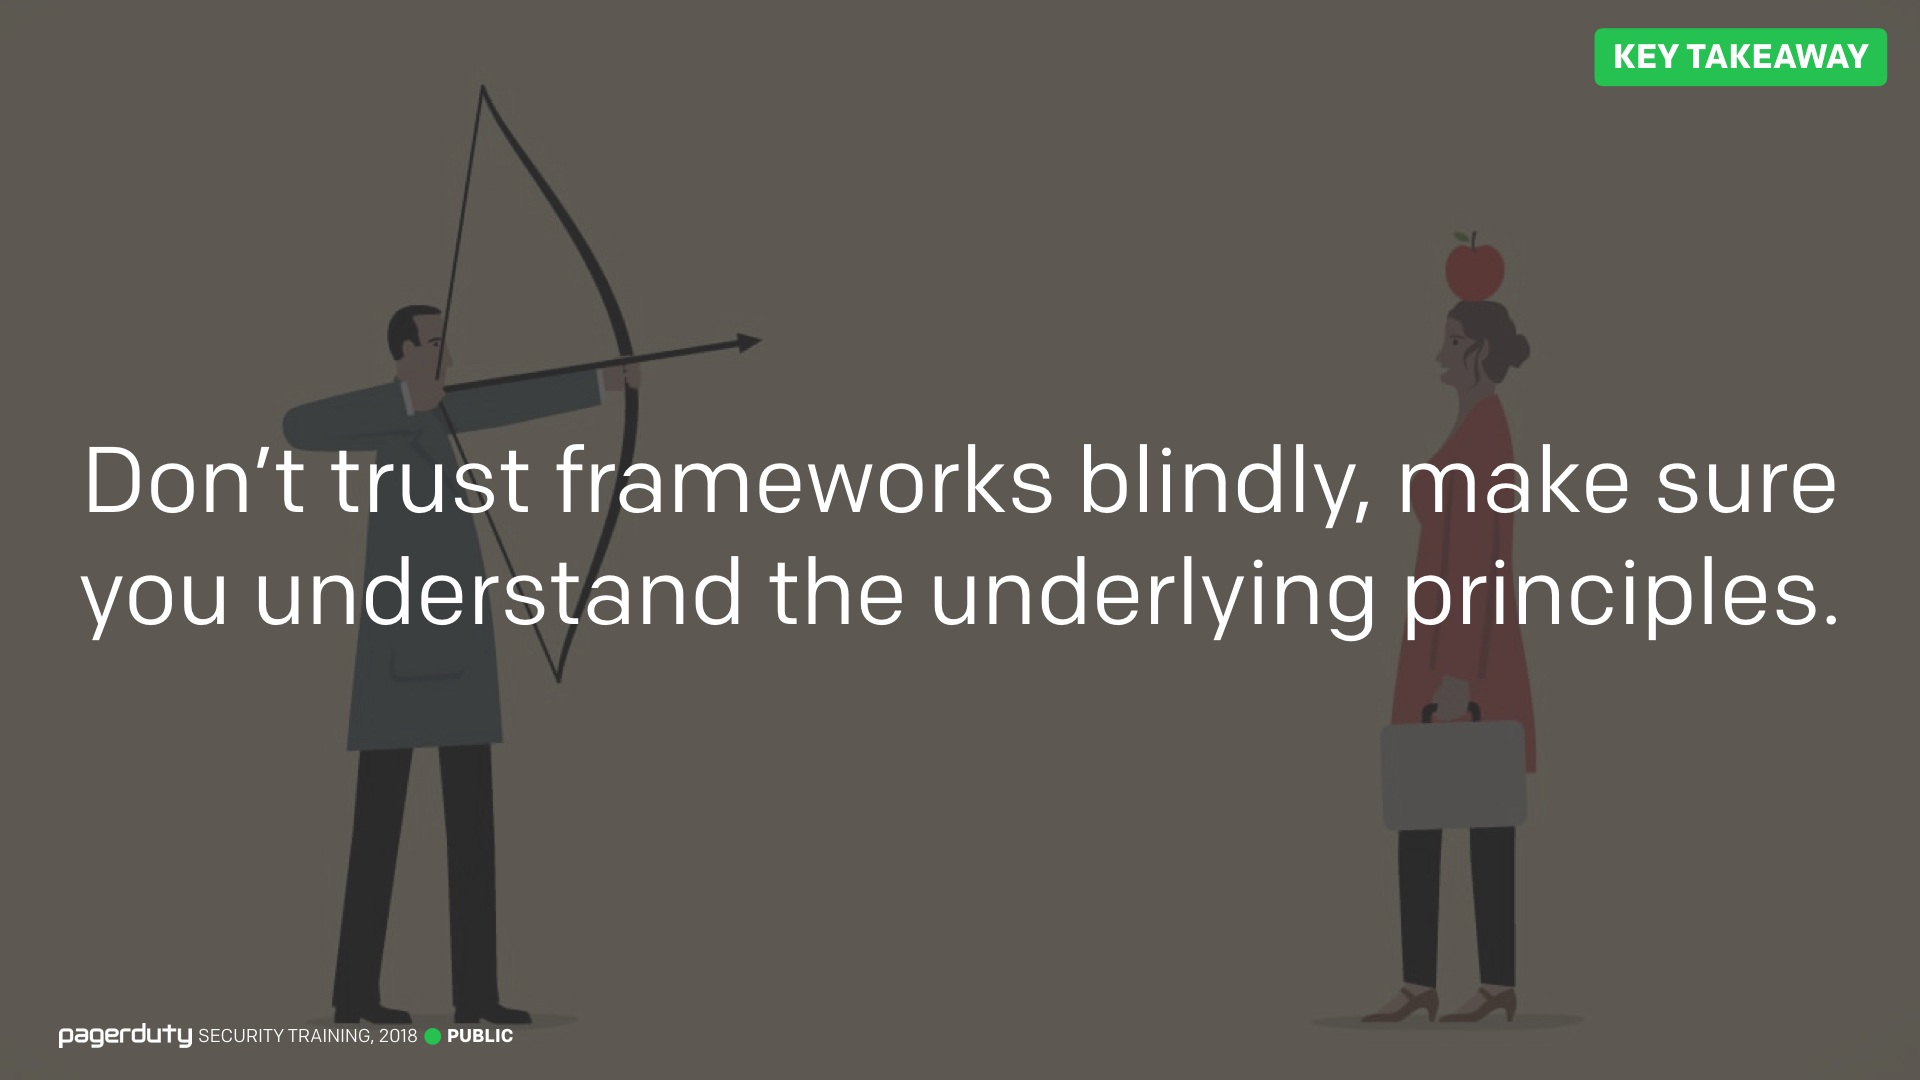 KEY TAKEAWAY
Don’t trust frameworks blindly, make sure
you understand the underlying principles.
pagerduty SECURITY TRAINING, 2018 PUBLIC